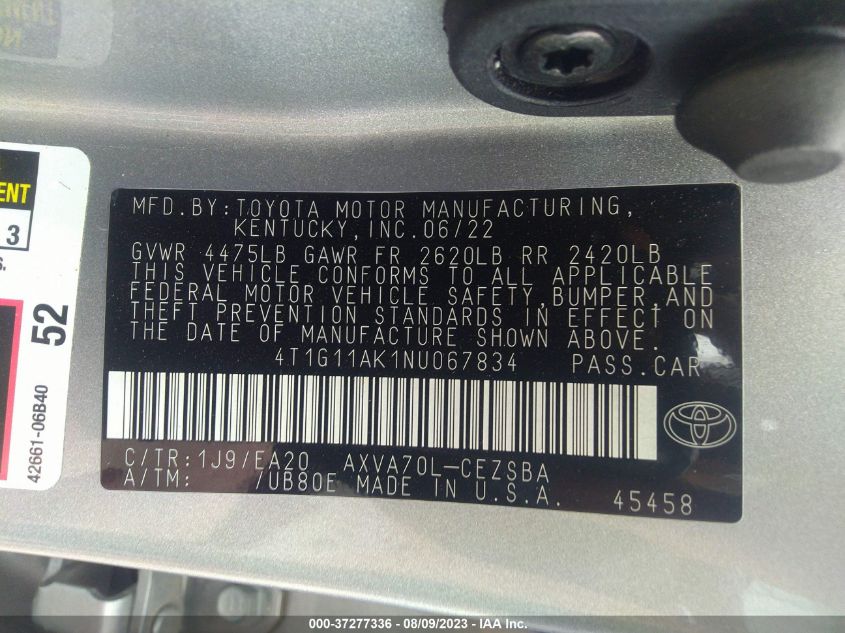 ENT
3
S.
52
42661-06B40
MFD.BY:TOYOTA MOTOR MANUFACTURING,
KENTUCKY,INC.06/22
GVWR 4475LB GAWR FR 2620LB RR 2420LB
THIS VEHICLE CONFORMS TO ALL APPLICABLE
FEDERAL MOTOR VEHICLE SAFETY,BUMPER,AND
THEFT PREVENTION STANDARDS IN EFFECT ON
THE DATE OF MANUFACTURE SHOWN ABOVE.
4T1G11AK1NU067834 PASS.CAR
C/TR:1J9/EA20 AXVA70L-CEZSBA
A/TM: /UB80E MADE IN U.S.A. 45458
000-37277336 - 08/09/2023 - IAA Inc.